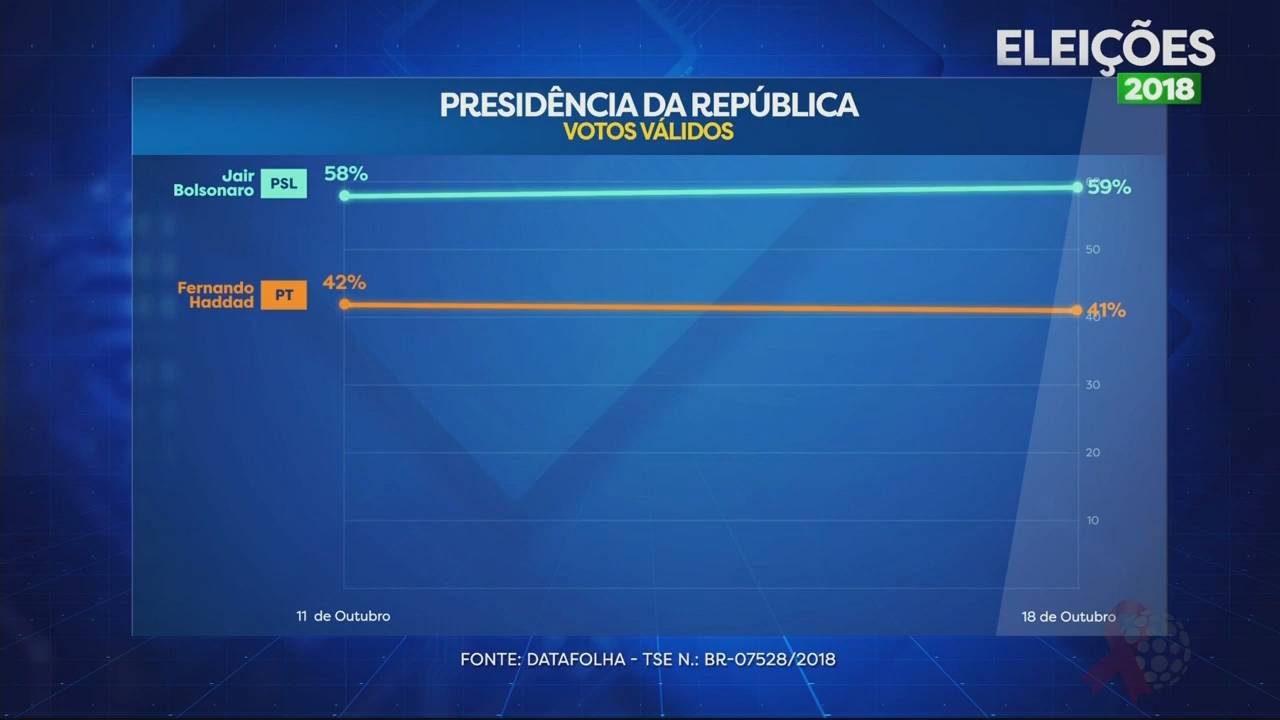 ELEIÇÕES
2018
PRESIDÊNCIA DA REPÚBLICA
VOTOS VÁLIDOS
Jair
Bolsonaro
PSL
58%
59%
50
Fernando
Haddad
PT
42%
41%
40
30
20
10
11 de Outubro
18 de Outubro
FONTE: DATAFOLHA - TSE N.: BR-07528/2018